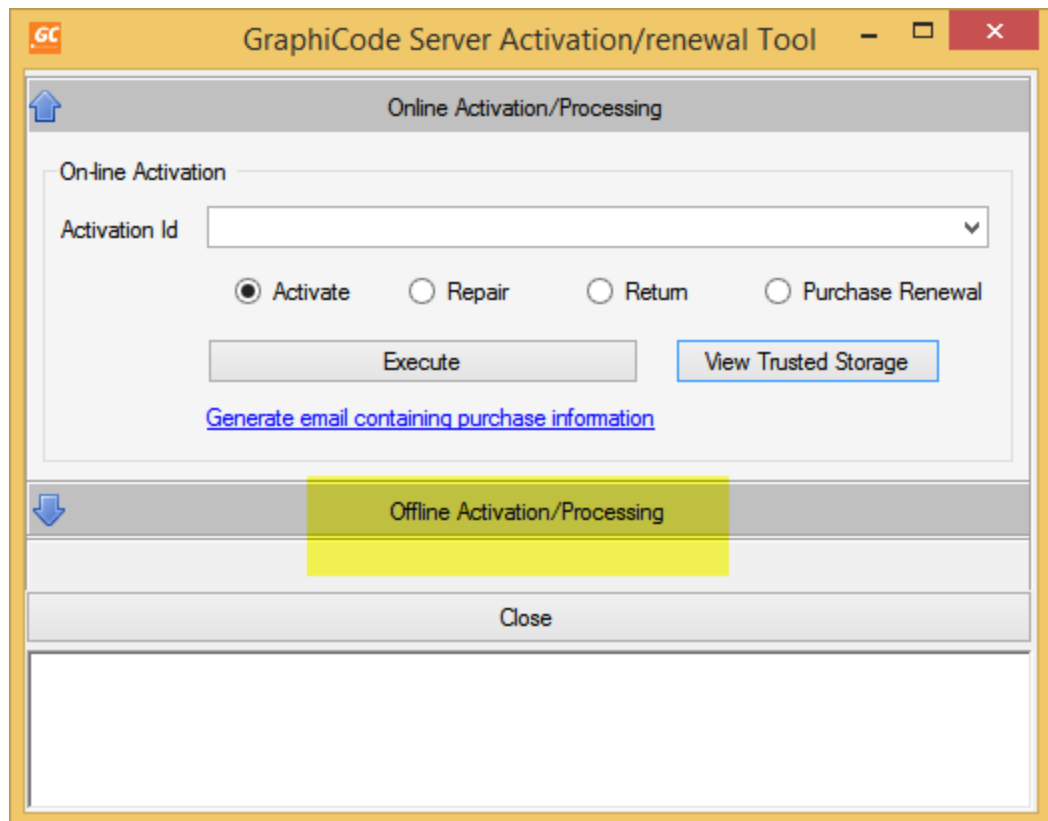 GC
GraphiCode Server Activation/renewal Tool
Online Activation/Processing
On-line Activation
Activation Id
Activate Repair Return Purchase Renewal
Execute View Trusted Storage
Generate email containing purchase information
Offline Activation/Processing
Close